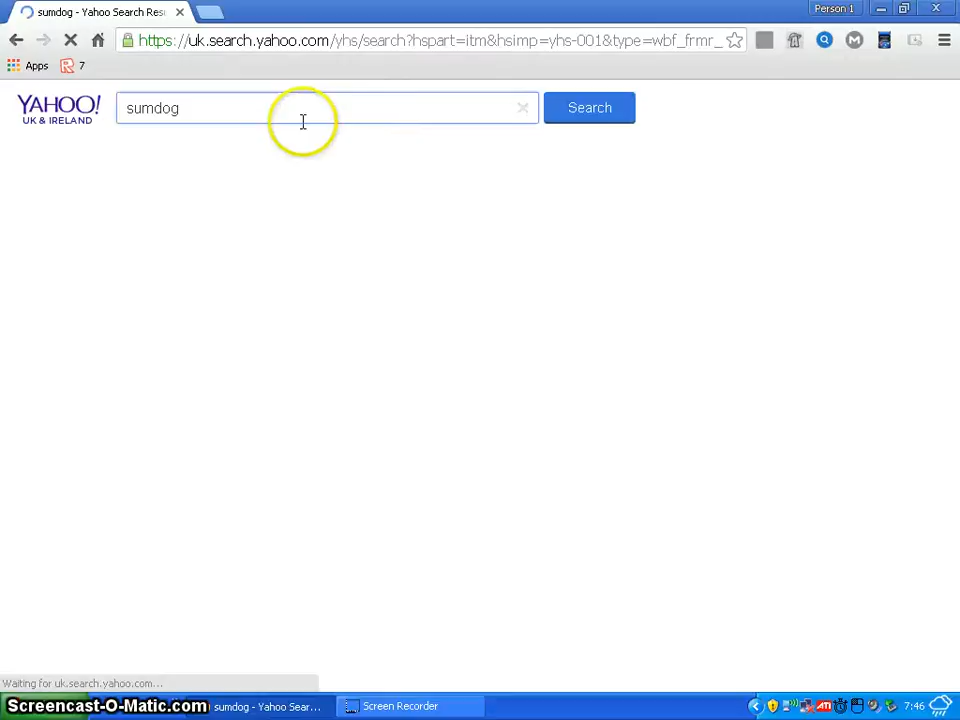 sumdog - Yahoo Search Resu
Person 1
https://uk.search.yahoo.com/yhs/search?hspart=itm&hsimp=yhs-001&type=wbf_frmr_
Apps
7
YAHOO!
UK & IRELAND
sumdog
Search
Waiting for uk.search.yahoo.com...
Screencast-O-Matic.com
sumdog - Yahoo Sear...
Screen Recorder
ATI
7:46